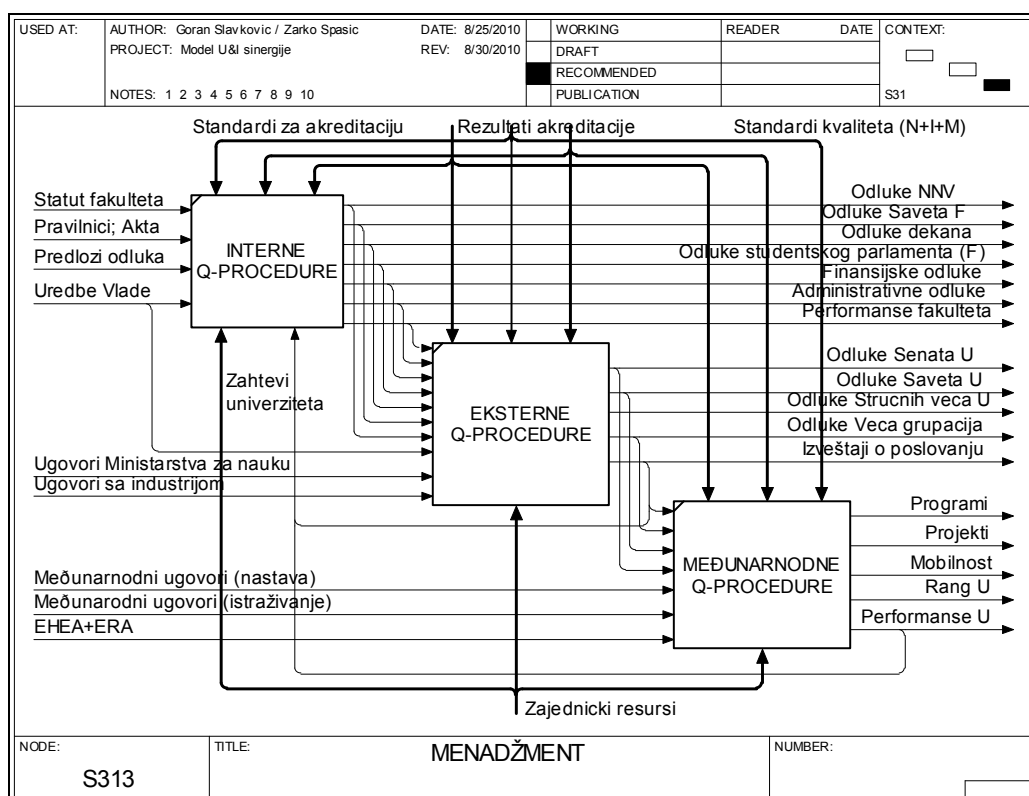 USED AT:
AUTHOR: Goran Slavkovic / Zarko Spasic
DATE: 8/25/2010
PROJECT: Model U&I sinergije
REV: 8/30/2010
NOTES: 1 2 3 4 5 6 7 8 9 10
WORKING
DRAFT
RECOMMENDED
PUBLICATION
READER DATE
CONTEXT:
S31
Standardi za akreditaciju
Rezultati akreditacije
Standardi kvaliteta (N+I+M)
Statut fakulteta
Pravilnici; Akta
Predlozi odluka
Uredbe Vlade
INTERNE
Q-PROCEDURE
Odluke NNV
Odluke Saveta F
Odluke dekana
Odluke studentskog parlamenta (F)
Finansijske odluke
Administrativne odluke
Performanse fakulteta
Zahtevi
univerziteta
EKSTERNE
Q-PROCEDURE
Odluke Senata U
Odluke Saveta U
Odluke Strucnih veca U
Odluke Veca grupacija
Izveštaji o poslovanju
Ugovori Ministarstva za nauku
Ugovori sa industrijom
MEĐUNARNODNE
Q-PROCEDURE
Programi
Projekti
Mobilnost
Rang U
Performanse U
Meðunarnodni ugovori (nastava)
Meðunarodni ugovori (istraživanje)
EHEA+ERA
Zajednicki resursi
NODE:
S313
TITLE:
MENADŽMENT
NUMBER: